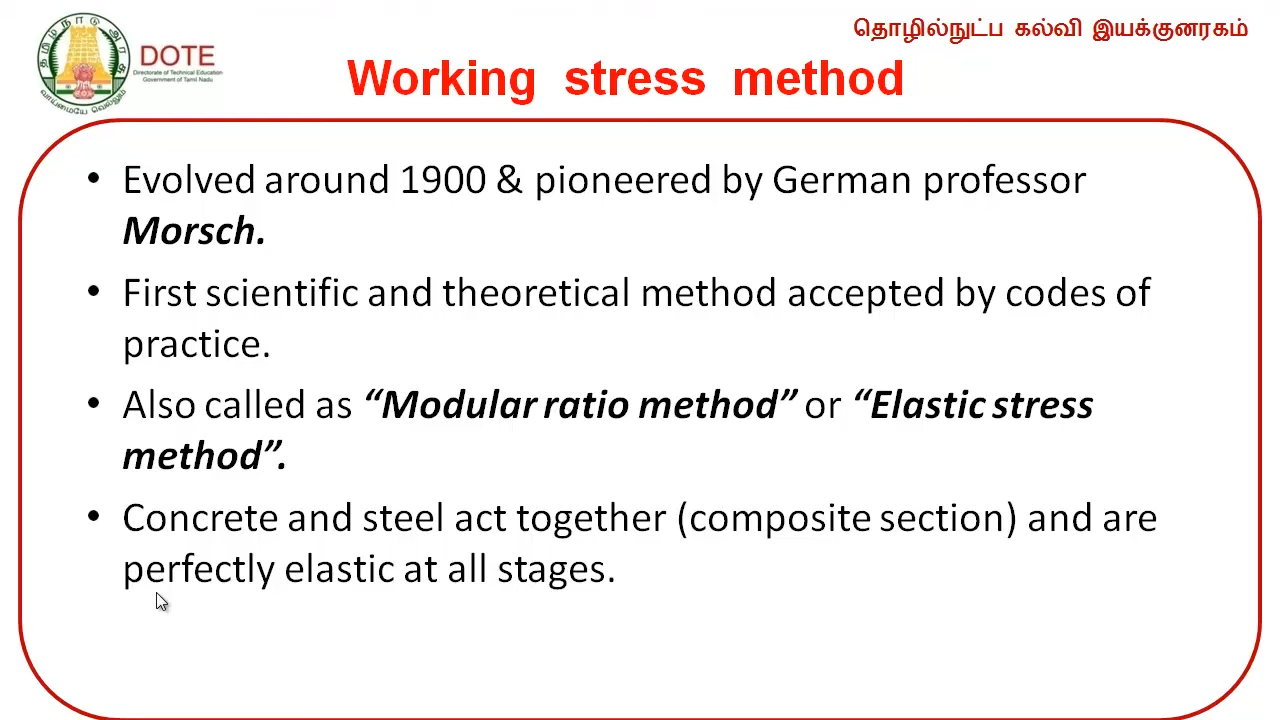 தொழில்நுட்ப கல்வி இயக்குனரகம்
DOTE
Directorate of Technical Education
Government of Tamil Nadu
தமிழ்நாடு அரசு
வாய்மையே வெல்லும்
Working stress method
• Evolved around 1900 & pioneered by German professor
Morsch.
• First scientific and theoretical method accepted by codes of
practice.
• Also called as “Modular ratio method” or “Elastic stress
method”.
• Concrete and steel act together (composite section) and are
perfectly elastic at all stages.